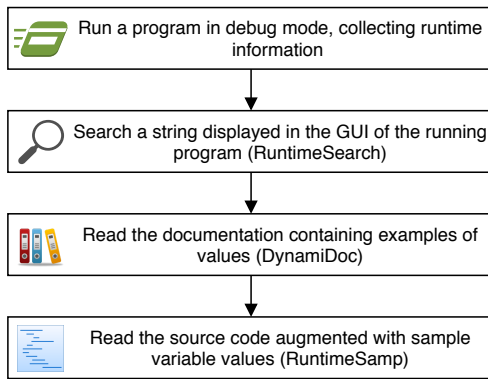 Run a program in debug mode, collecting runtime
information
Search a string displayed in the GUI of the running
program (RuntimeSearch)
Read the documentation containing examples of
values (DynamiDoc)
Read the source code augmented with sample
variable values (RuntimeSamp)